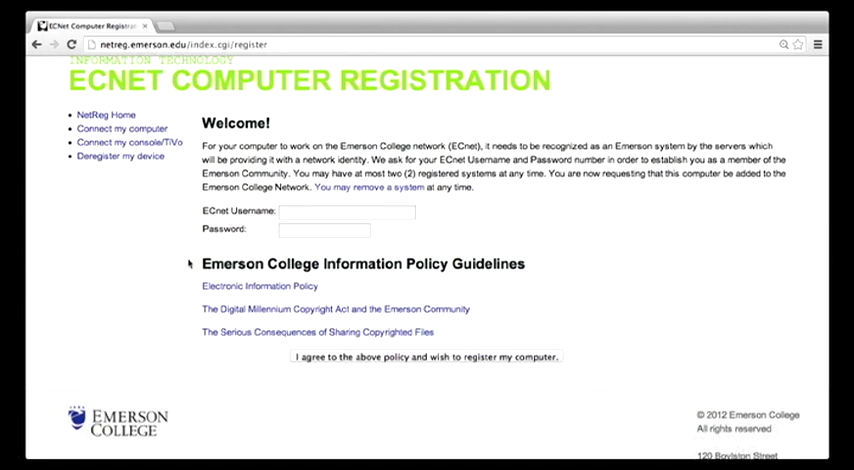 ECNet Computer Registrat
netreg.emerson.edu/index.cgi/register
INFORMATION TECHNOLOGY
ECNET COMPUTER REGISTRATION
NetReg Home
Connect my computer
Connect my console/TiVo
Deregister my device
Welcome!
For your computer to work on the Emerson College network (ECnet), it needs to be recognized as an Emerson system by the servers which
will be providing it with a network identity. We ask for your ECnet Username and Password number in order to establish you as a member of the
Emerson Community. You may have at most two (2) registered systems at any time. You are now requesting that this computer be added to the
Emerson College Network. You may remove a system at any time.
ECnet Username:
Password:
Emerson College Information Policy Guidelines
Electronic Information Policy
The Digital Millennium Copyright Act and the Emerson Community
The Serious Consequences of Sharing Copyrighted Files
I agree to the above policy and wish to register my computer.
EMERSON
COLLEGE
© 2012 Emerson College
All rights reserved
120 Boylston Street